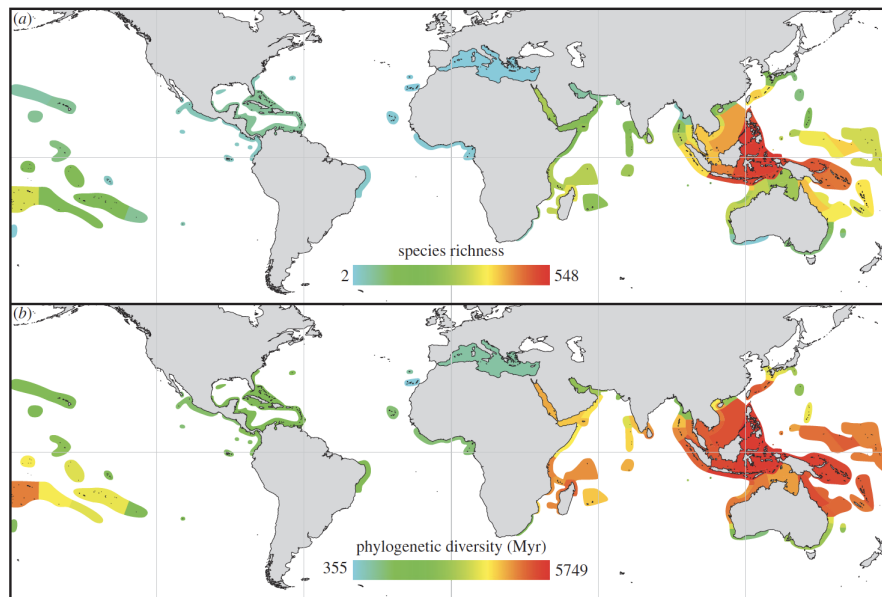 (a)
species richness
2 548
(b)
phylogenetic diversity (Myr)
355 5749